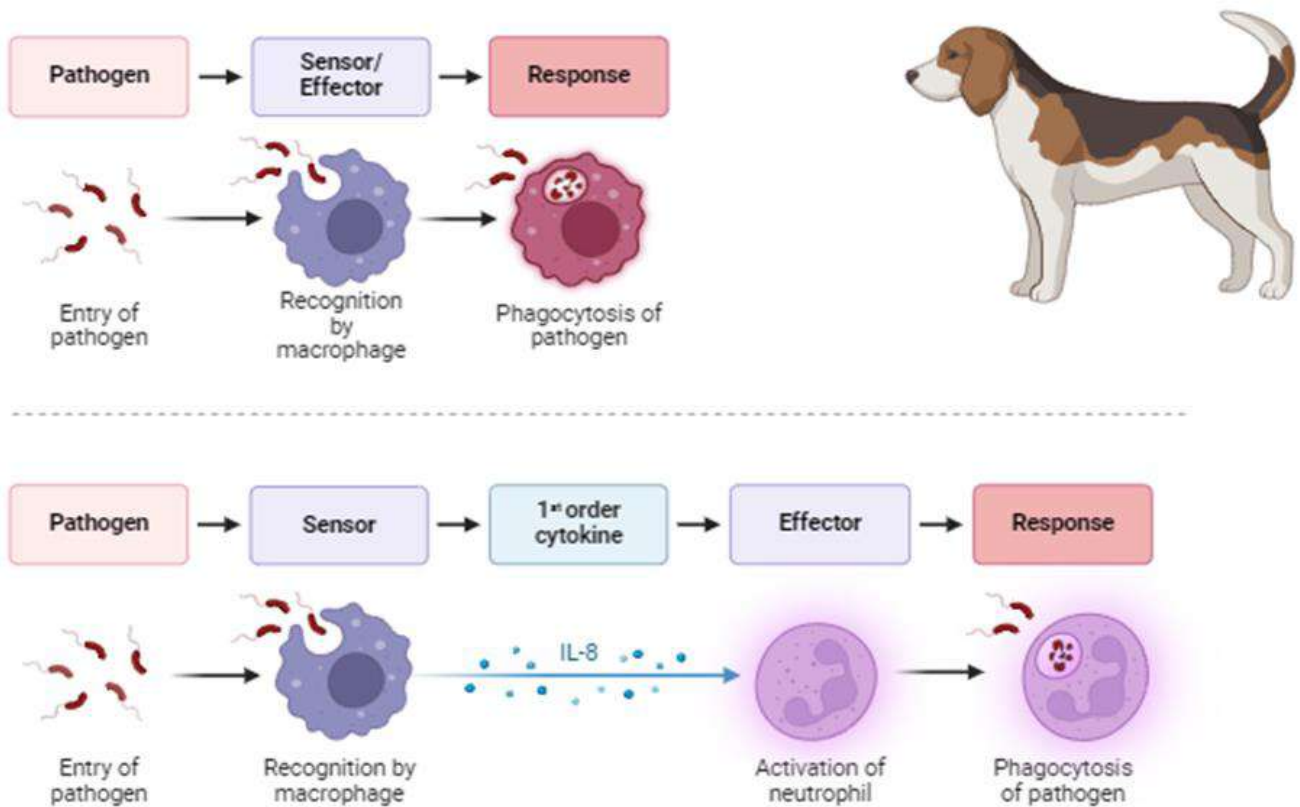 Pathogen
Sensor/
Effector
Response
Entry of
pathogen
Recognition
by
macrophage
Phagocytosis of
pathogen
Pathogen
Sensor
1st order
cytokine
Effector
Response
IL-8
Entry of
pathogen
Recognition by
macrophage
Activation of
neutrophil
Phagocytosis
of pathogen